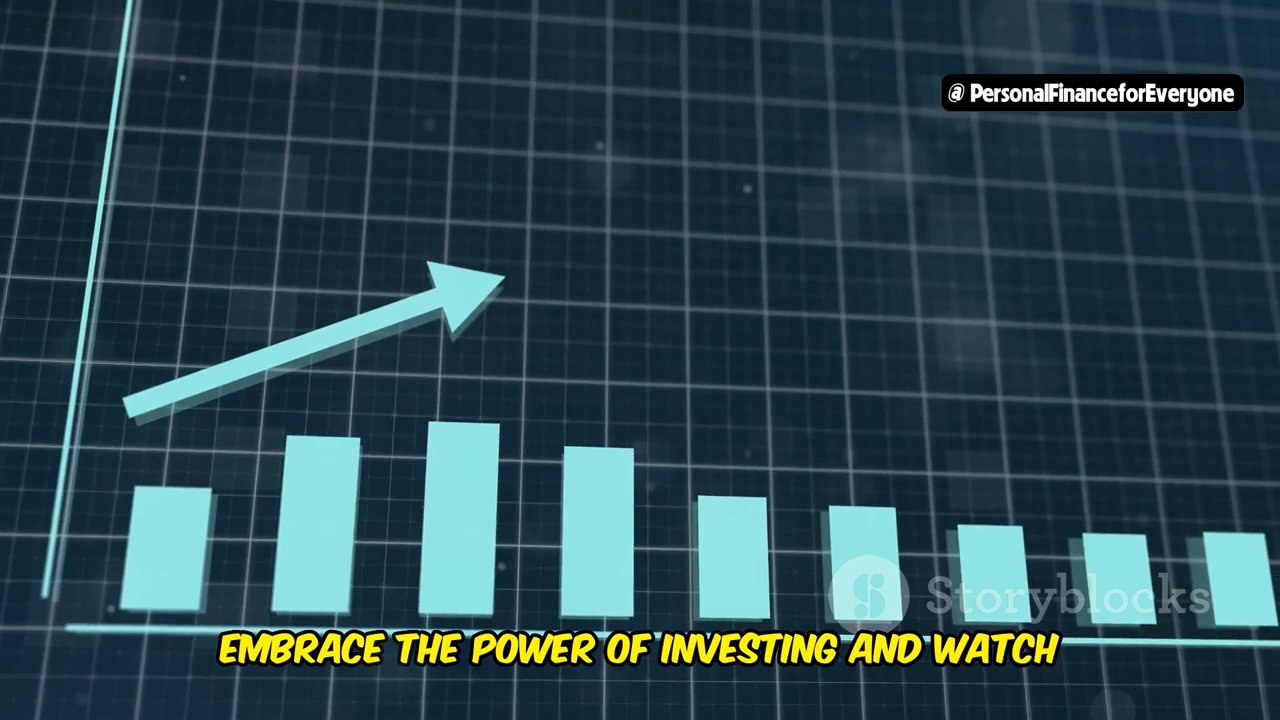 @ PersonalFinanceforEveryone
Storyblocks
EMBRACE THE POWER OF INVESTING AND WATCH